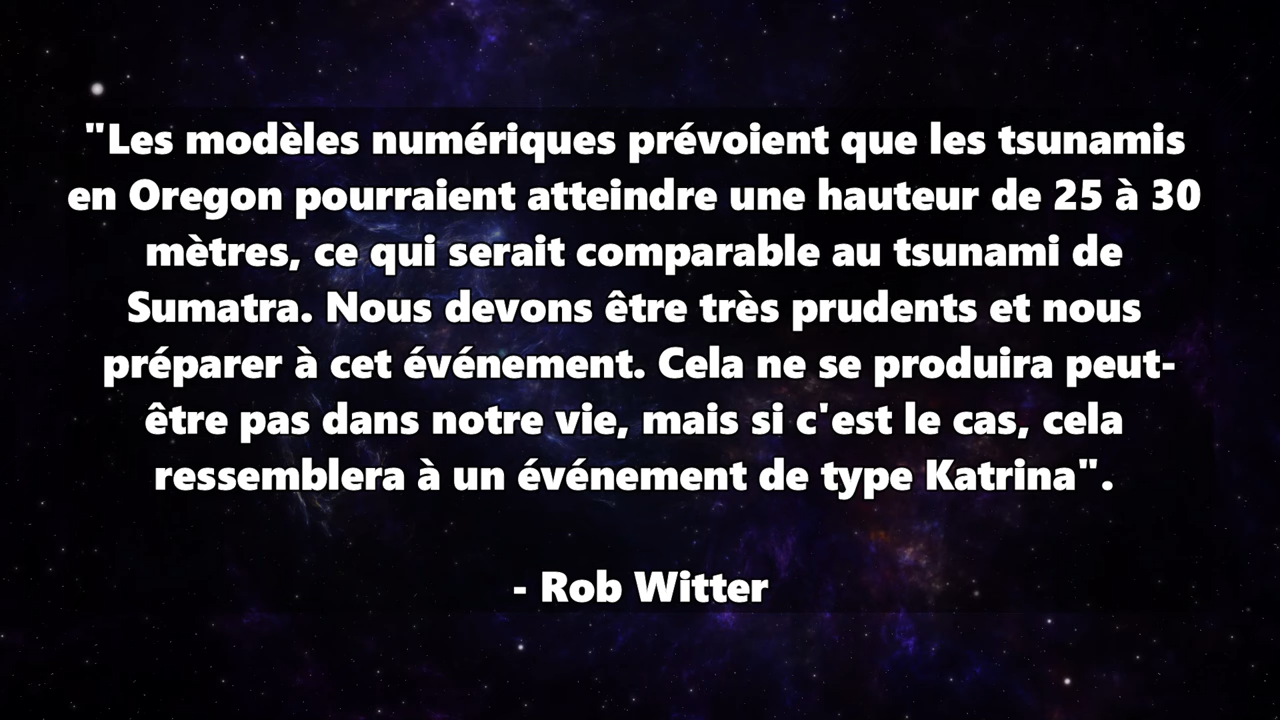 "Les modèles numériques prévoient que les tsunamis
en Oregon pourraient atteindre une hauteur de 25 à 30
mètres, ce qui serait comparable au tsunami de
Sumatra. Nous devons être très prudents et nous
préparer à cet événement. Cela ne se produira peut-
être pas dans notre vie, mais si c'est le cas, cela
ressemblera à un événement de type Katrina".
- Rob Witter